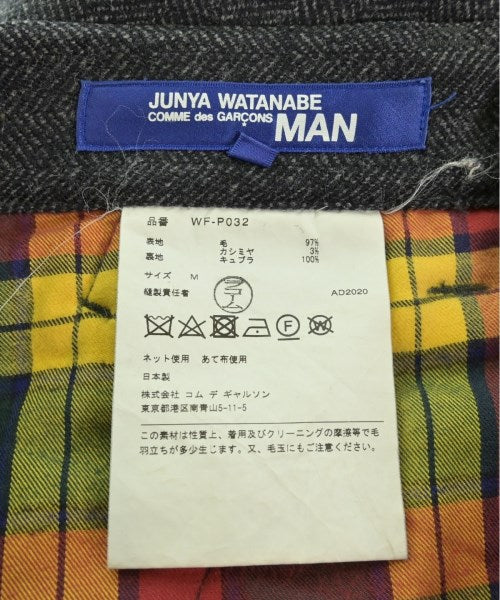 JUNYA WATANABE
COMME des GARÇONS MAN
品番 WF-P032
表地 毛 97%
カシミヤ 3%
裏地 キュプラ 100%
サイズ M
縫製責任者 AD2020
F W
ネット使用 あて布使用
日本製
株式会社 コム デ ギャルソン
東京都港区南青山5-11-5
この素材は性質上、着用及びクリーニングの摩擦等で毛
羽立ちが多少生じます。又、毛玉にもご注意ください。